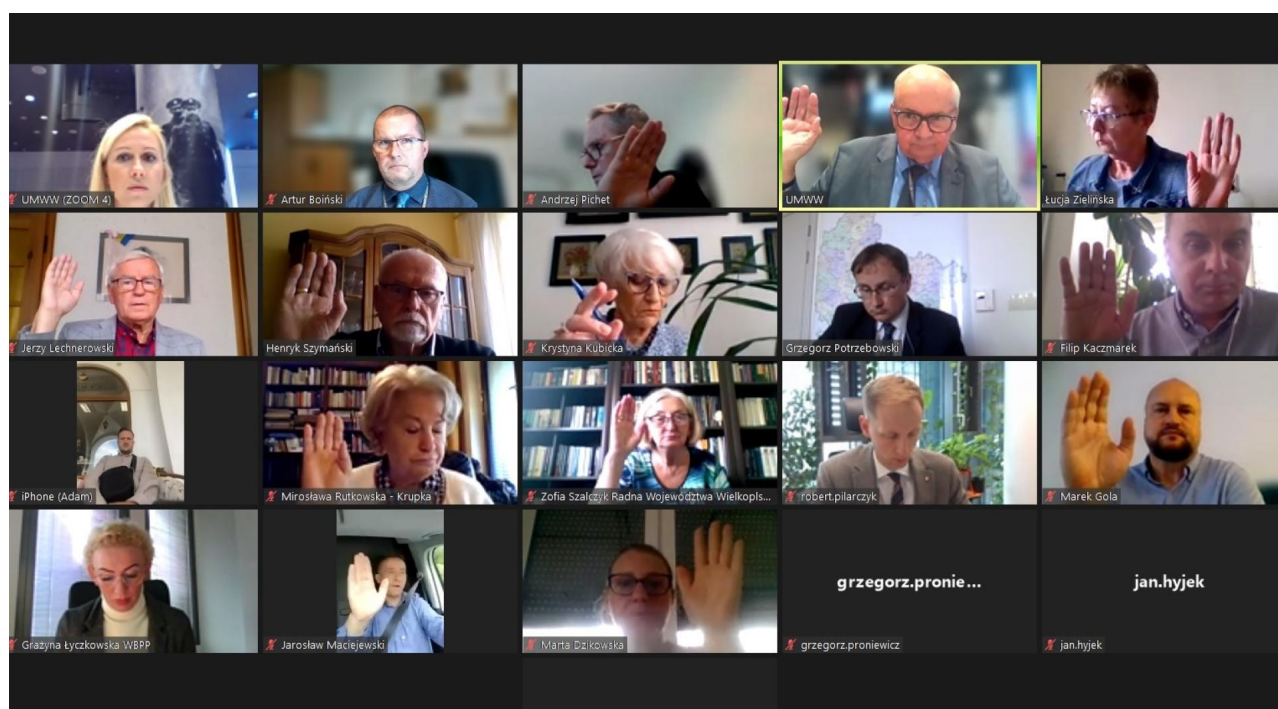 UMWW (ZOOM 4)
Artur Boiński
Andrzej Pichet
UMWW
Łucja Zielińska
Jerzy Lechnerowski
Henryk Szymański
Krystyna Kubicka
Grzegorz Potrzebowski
Filip Kaczmarek
iPhone (Adam)
Mirosława Rutkowska - Krupka
Zofia Szalczyk Radna Województwa Wielkopls...
robert.pilarczyk
Marek Gola
Grażyna Łyczkowska WBPP
Jarosław Maciejewski
Marta Dzikowska
grzegorz.pronie...
grzegorz.proniewicz
jan.hyjek
jan.hyjek